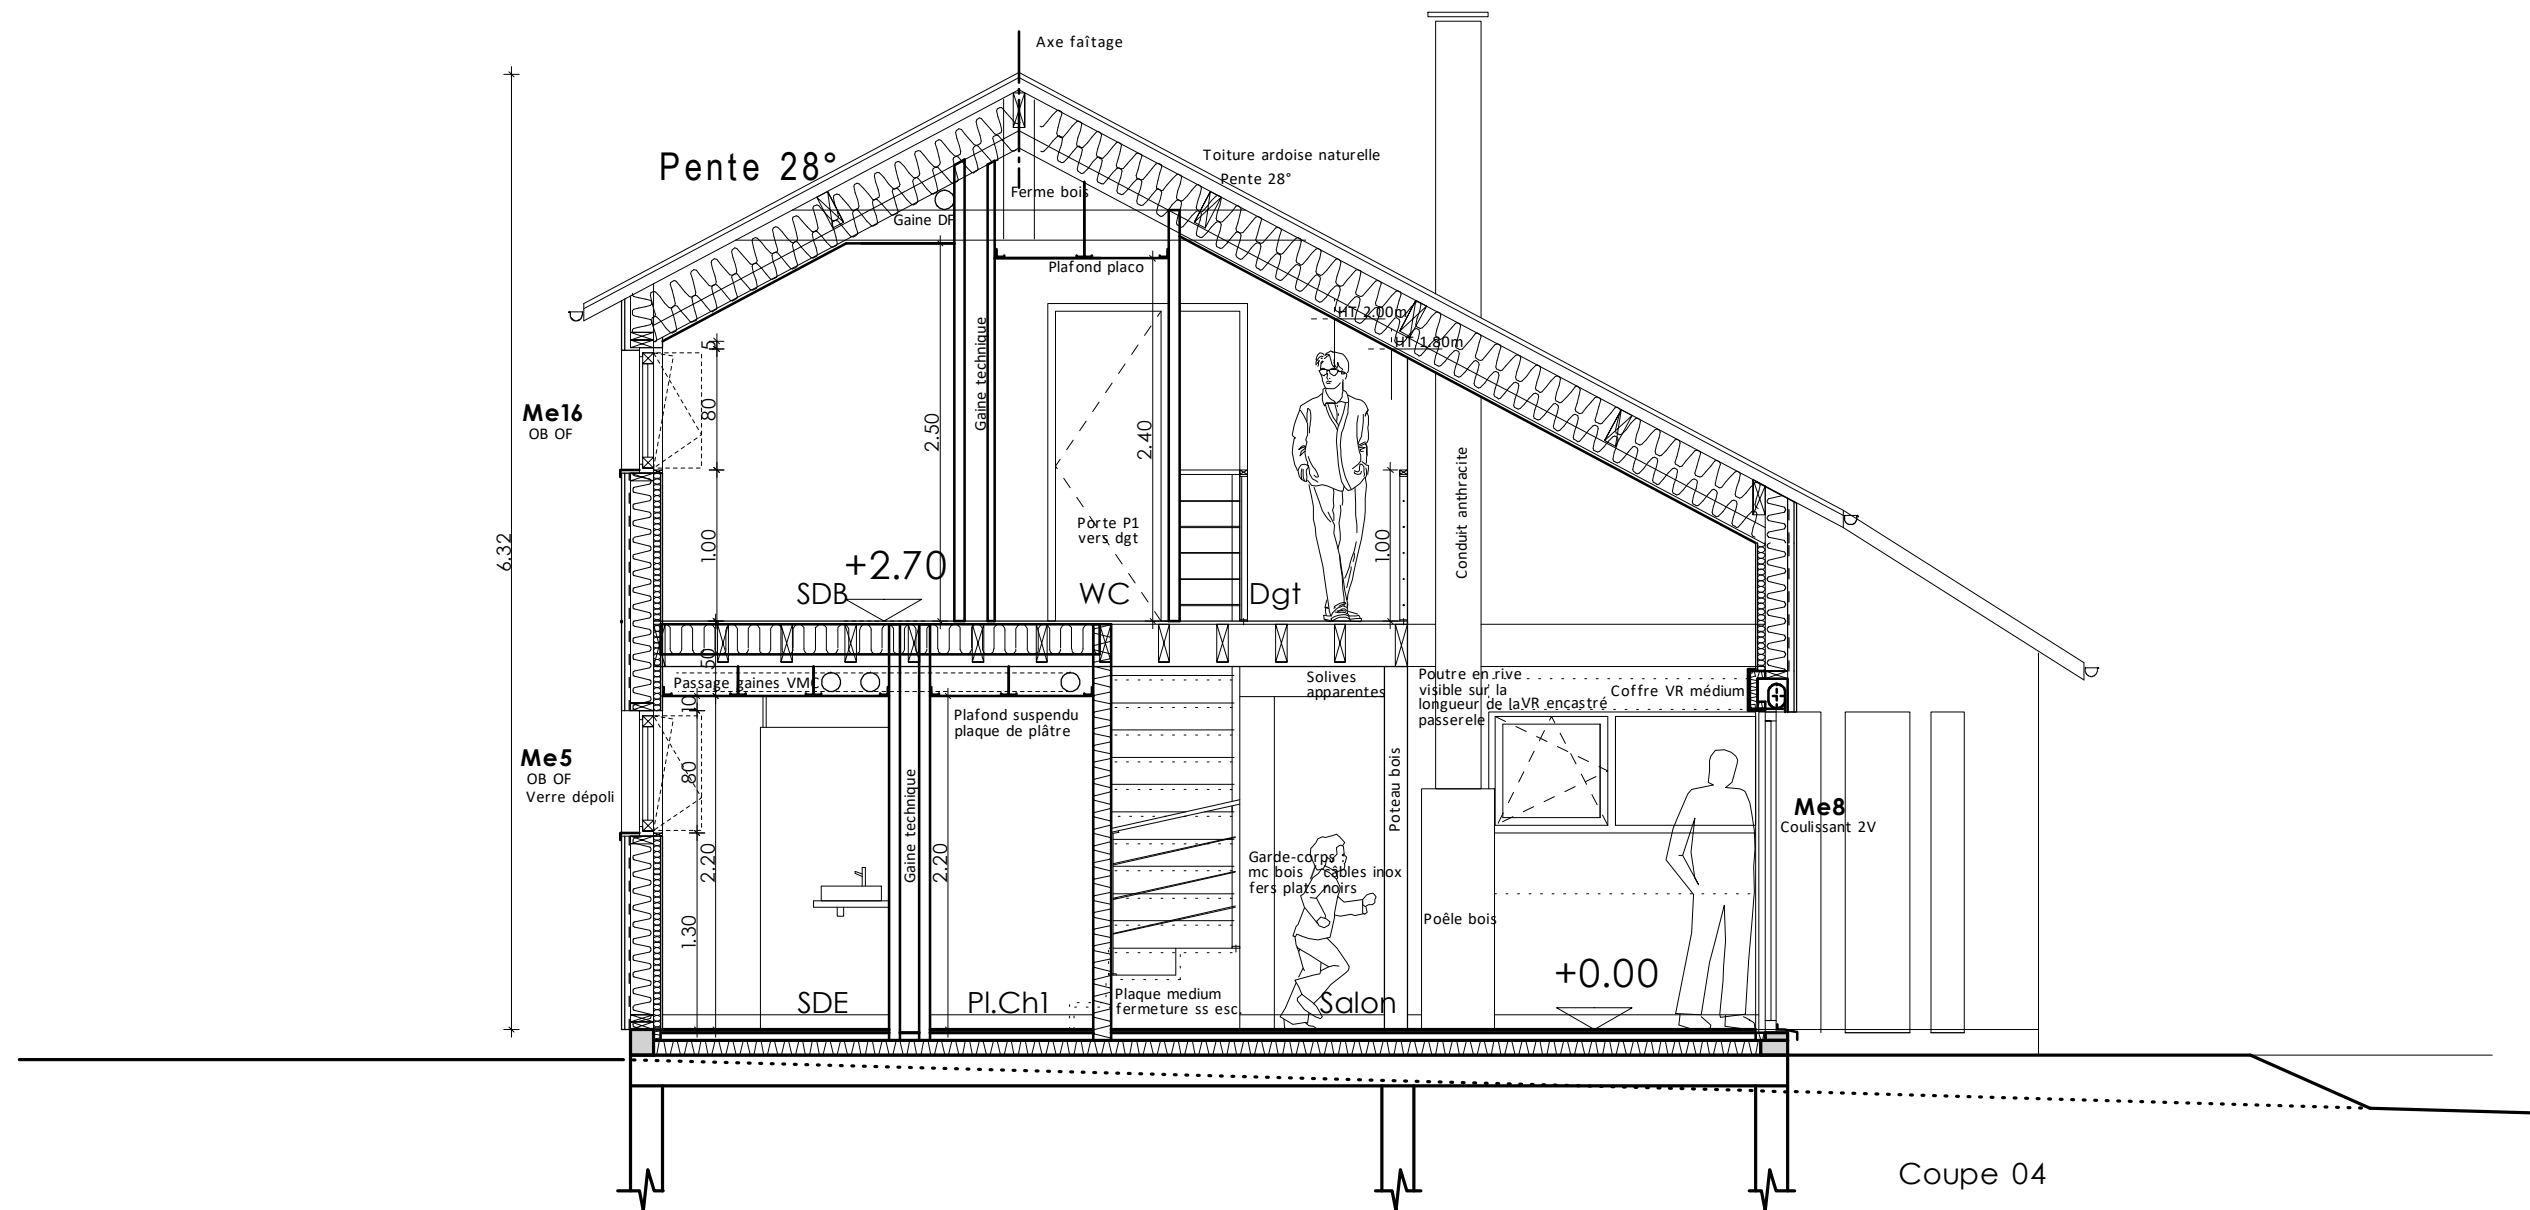 Axe faîtage
Pente 28°
Toiture ardoise naturelle
Pente 28°
Ferme bois
Gaine DF
Plafond placo
HT 2.00m
HT 1.80m
5
80
1.00
2.50
Gaine technique
2.40
Me16
OB OF
6.32
Porte P1
vers dgt
1.00
Conduit anthracite
+2.70
SDB
WC
Dgt
50
Passage gaines VMC
10
Solives
apparentes
Poutre en rive
visible sur la
longueur de la
passerele
VR encastré
Coffre VR médium
Plafond suspendu
plaque de plâtre
Me5
OB OF
Verre dépoli
80
2.20
1.30
Gaine technique
2.20
Poteau bois
Me8
Coulissant 2V
Garde-corps :
mc bois câbles inox
fers plats noirs
Poêle bois
+0.00
SDE
Pl.Ch1
Plaque medium
fermeture ss esc.
Salon
Coupe 04